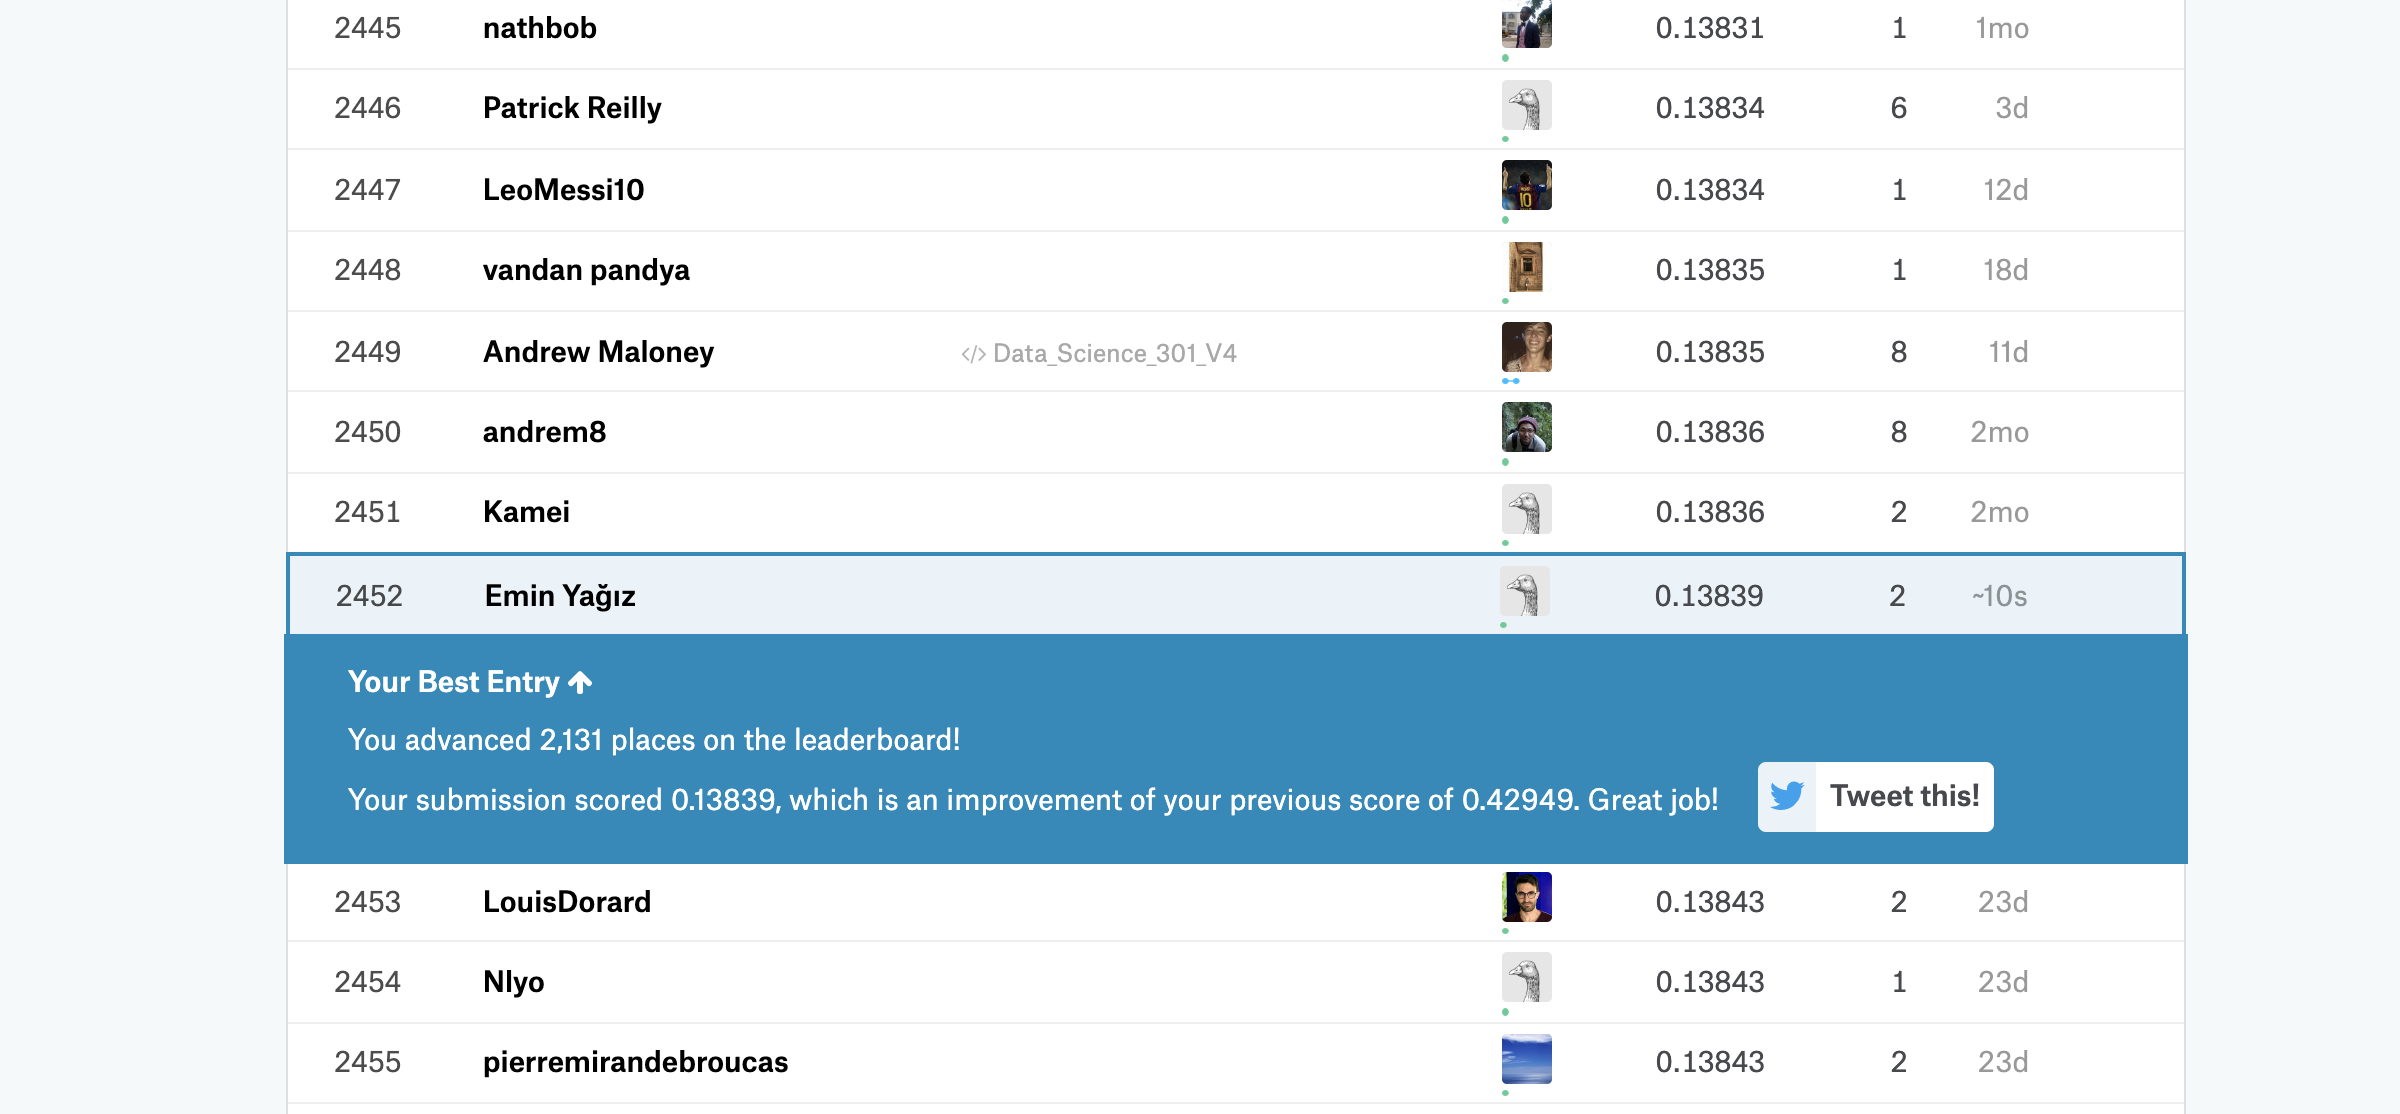 2445 nathbob 0.13831 1 1mo
2446 Patrick Reilly 0.13834 6 3d
2447 LeoMessi10 0.13834 1 12d
2448 vandan pandya 0.13835 1 18d
2449 Andrew Maloney </> Data_Science_301_V4 0.13835 8 11d
2450 andrem8 0.13836 8 2mo
2451 Kamei 0.13836 2 2mo
2452 Emin Yağız 0.13839 2 ~10s
Your Best Entry
You advanced 2,131 places on the leaderboard!
Your submission scored 0.13839, which is an improvement of your previous score of 0.42949. Great job! Tweet this!
2453 LouisDorard 0.13843 2 23d
2454 Nlyo 0.13843 1 23d
2455 pierremirandebroucas 0.13843 2 23d